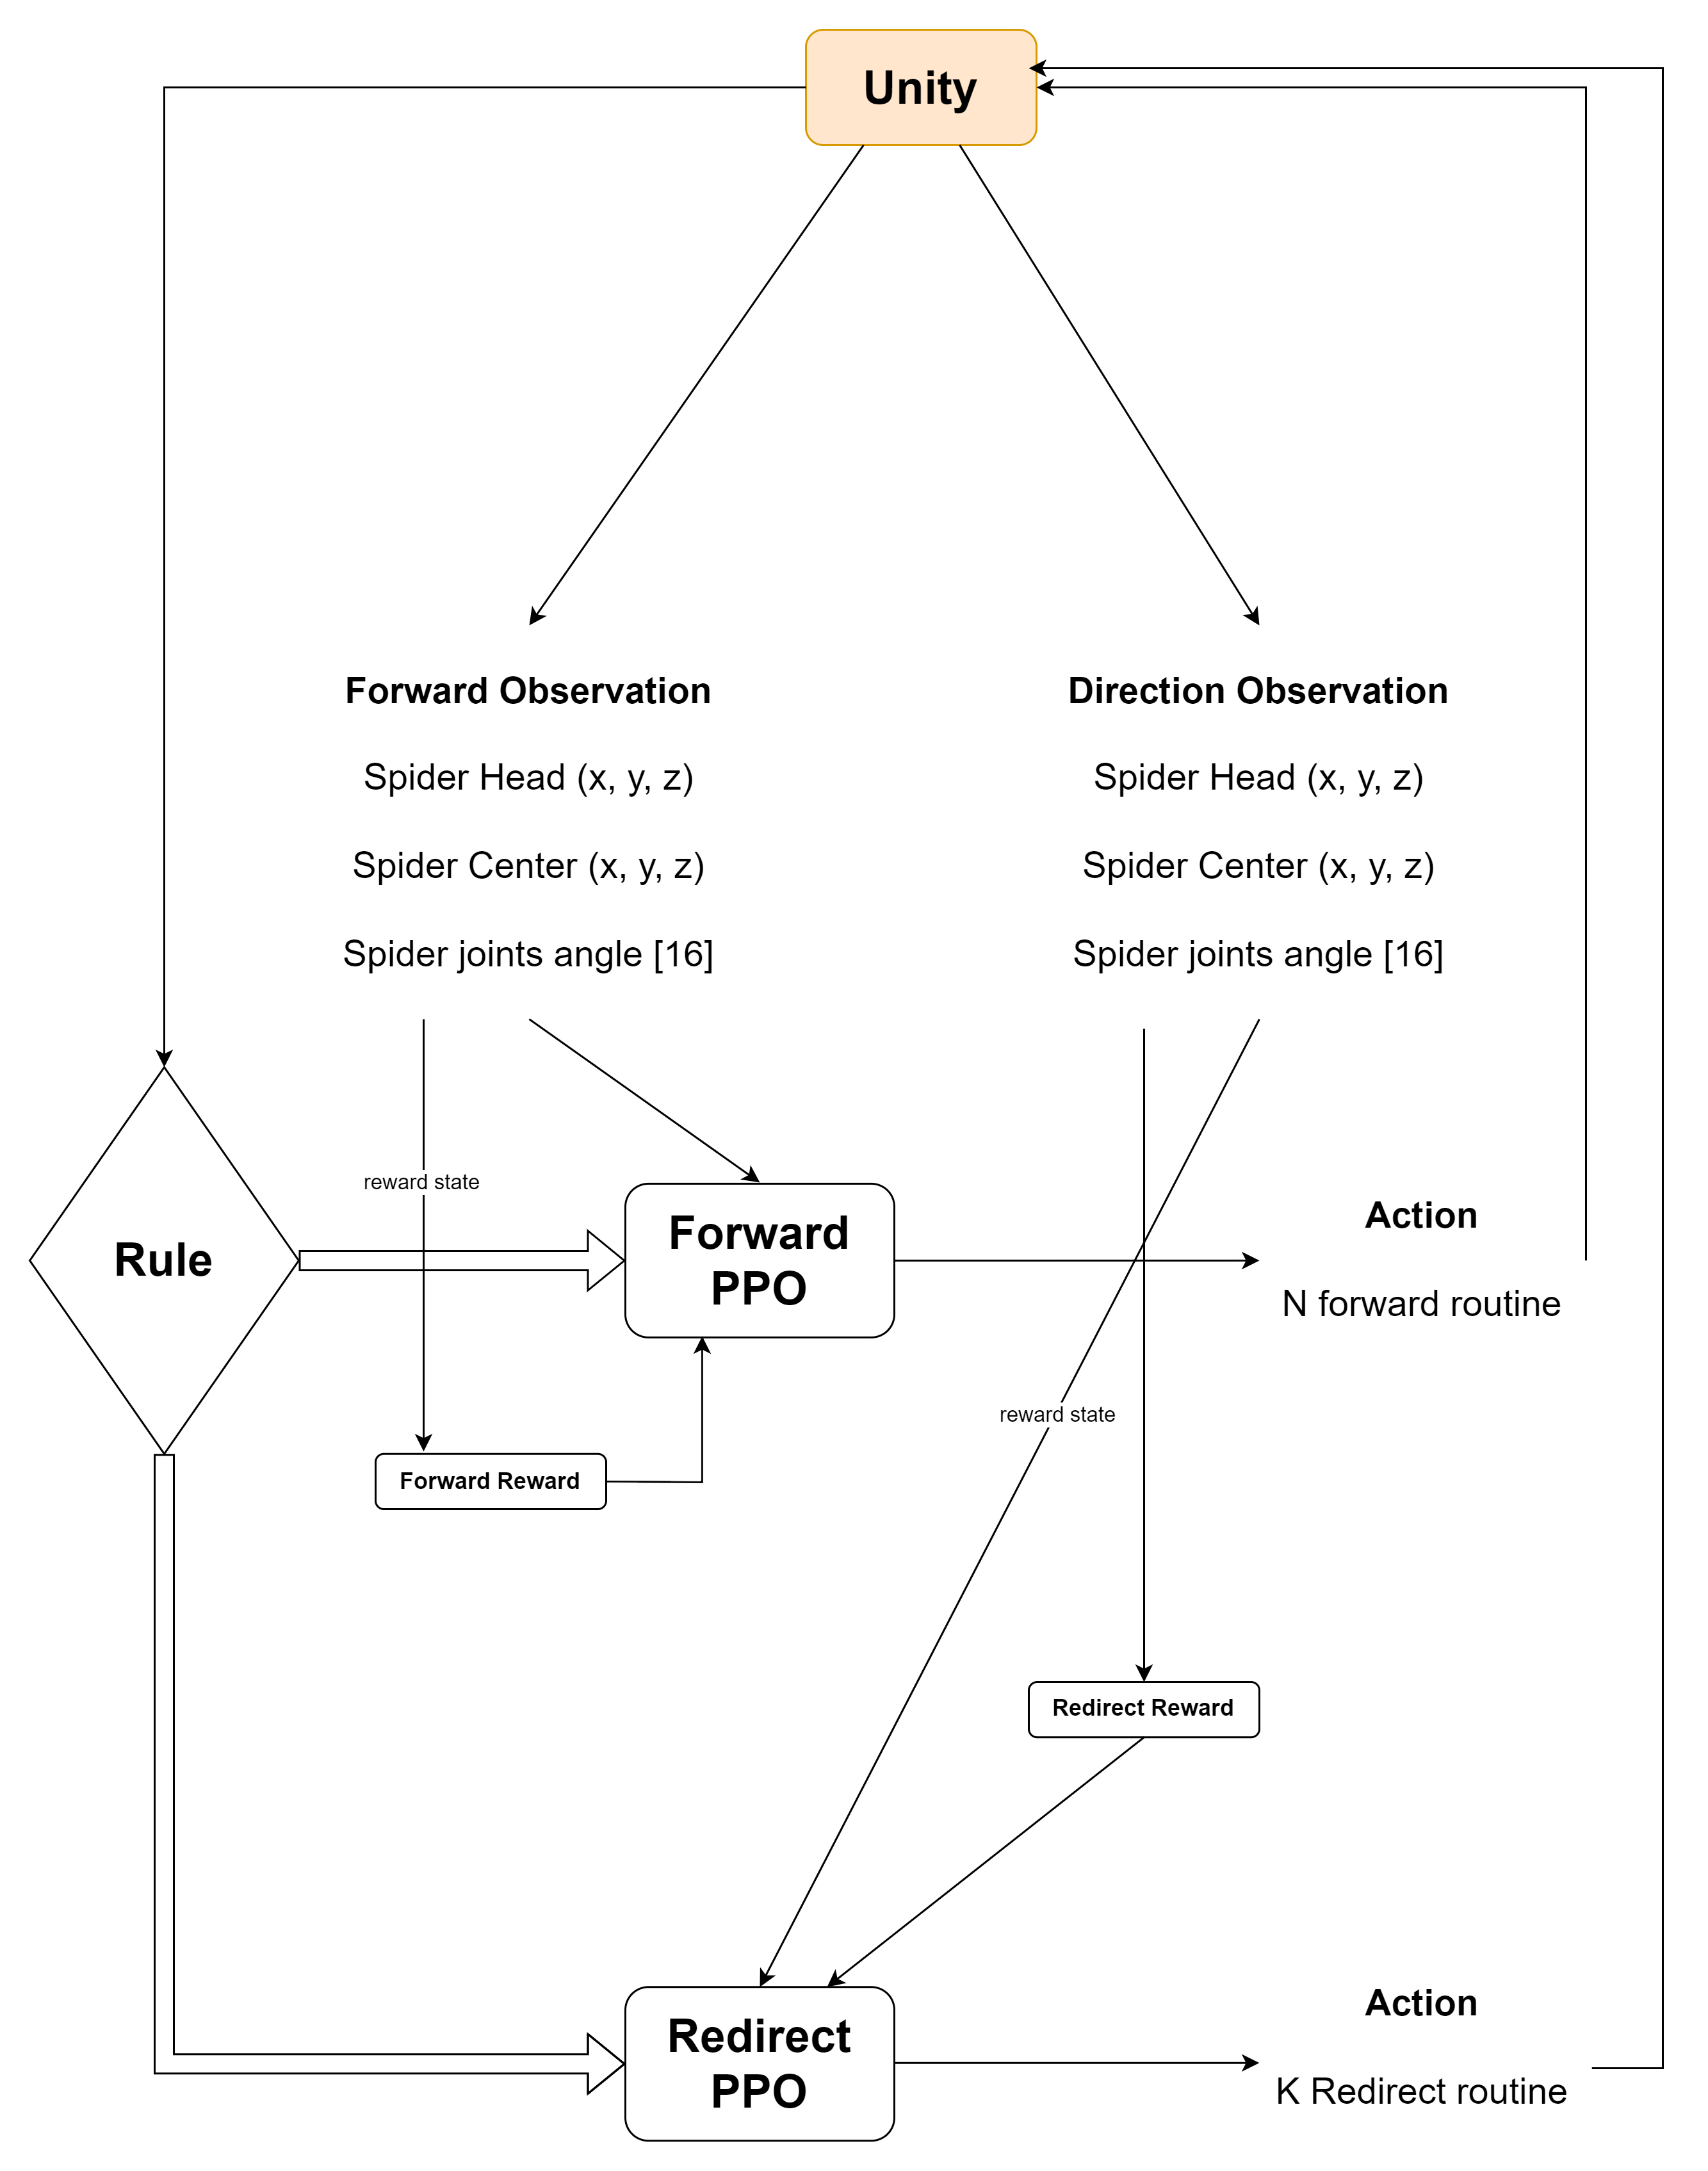 Unity
Forward Observation
Spider Head (x, y, z)
Spider Center (x, y, z)
Spider joints angle [16]
Direction Observation
Spider Head (x, y, z)
Spider Center (x, y, z)
Spider joints angle [16]
reward state
Rule
Forward
PPO
Action
N forward routine
reward state
Forward Reward
Redirect Reward
Redirect
PPO
Action
K Redirect routine